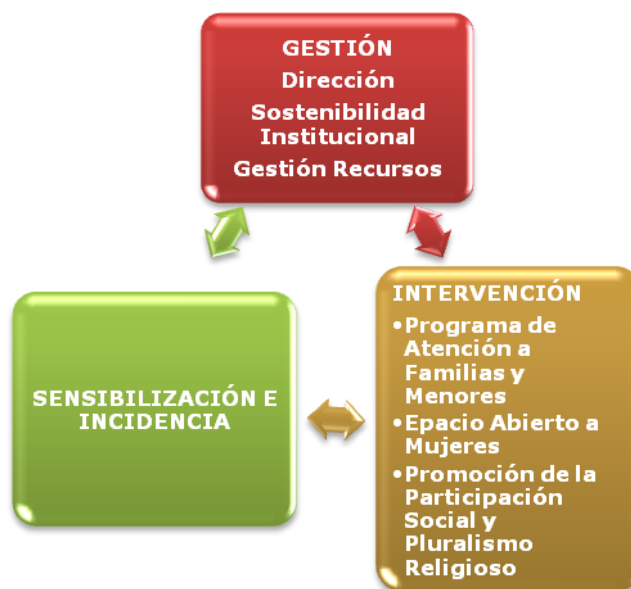 GESTIÓN
Dirección
Sostenibilidad
Institucional
Gestión Recursos
SENSIBILIZACIÓN E
INCIDENCIA
INTERVENCIÓN
•Programa de
Atención a
Familias y
Menores
•Epacio Abierto a
Mujeres
•Promoción de la
Participación
Social y
Pluralismo
Religioso